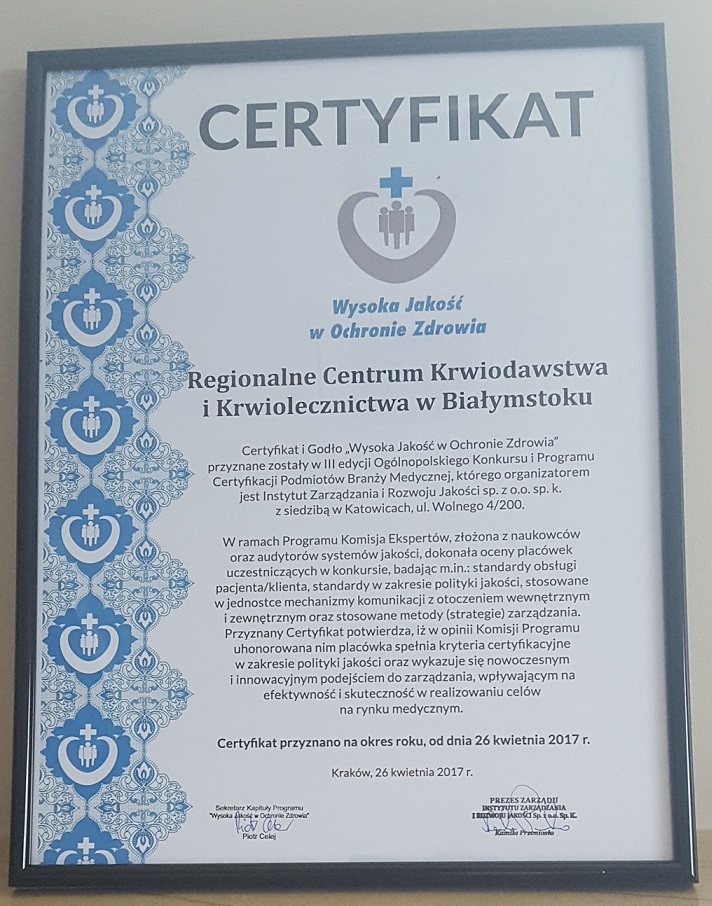 CERTYFIKAT
Wysoka Jakość
w Ochronie Zdrowia
Regionalne Centrum Krwiodawstwa
i Krwiolecznictwa w Białymstoku
Certyfikat i Godło „Wysoka Jakość w Ochronie Zdrowia”
przyznane zostały w III edycji Ogólnopolskiego Konkursu i Programu
Certyfikacji Podmiotów Branży Medycznej, którego organizatorem
jest Instytut Zarządzania i Rozwoju Jakości sp. z o.o. sp. k.
z siedzibą w Katowicach, ul. Wolnego 4/200.
W ramach Programu Komisja Ekspertów, złożona z naukowców
oraz audytorów systemów jakości, dokonała oceny placówek
uczestniczących w konkursie, badając m.in.: standardy obsługi
pacjenta/klienta, standardy w zakresie polityki jakości, stosowane
w jednostce mechanizmy komunikacji z otoczeniem wewnętrznym
i zewnętrznym oraz stosowane metody (strategie) zarządzania.
Przyznany Certyfikat potwierdza, iż w opinii Komisji Programu
uhonorowana nim placówka spełnia kryteria certyfikacyjne
w zakresie polityki jakości oraz wykazuje się nowoczesnym
i innowacyjnym podejściem do zarządzania, wpływającym na
efektywność i skuteczność w realizowaniu celów
na rynku medycznym.
Certyfikat przyznano na okres roku, od dnia 26 kwietnia 2017 r.
Kraków, 26 kwietnia 2017 r.
Sekretarz Kapituły Programu
"Wysoka Jakość w Ochronie Zdrowia"
Piotr Celej
PREZES ZARZĄDU
INSTYTUTU ZARZĄDZANIA
I ROZWOJU JAKOŚCI Sp. z o.o. Sp. K.
Kamila